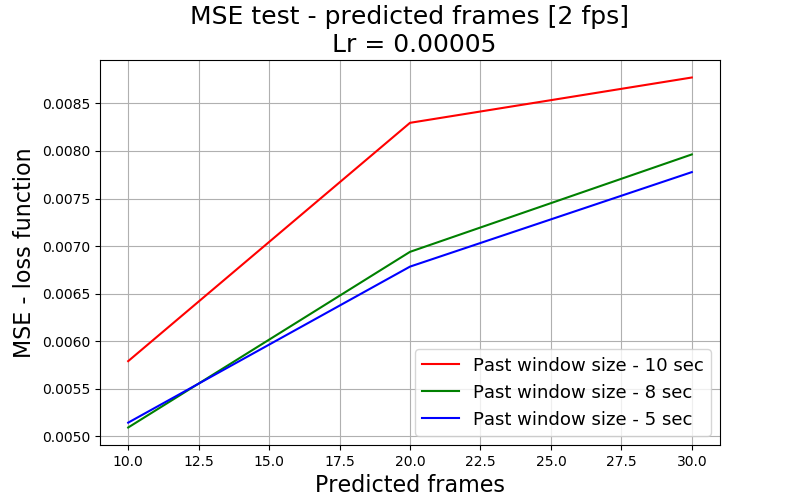 MSE test - predicted frames [2 fps]
Lr = 0.00005
MSE - loss function
0.0085
0.0080
0.0075
0.0070
0.0065
0.0060
0.0055
0.0050
Past window size - 10 sec
Past window size - 8 sec
Past window size - 5 sec
10.0 12.5 15.0 17.5 20.0 22.5 25.0 27.5 30.0
Predicted frames